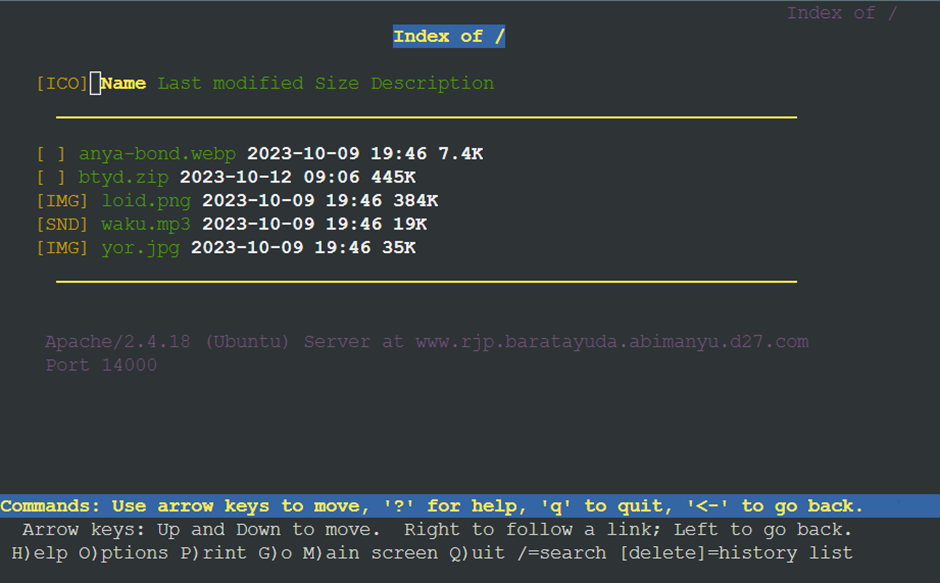 Index of /
Index of /
[ICO] Name Last modified Size Description
[ ] anya-bond.webp 2023-10-09 19:46 7.4K
[ ] btyd.zip 2023-10-12 09:06 445K
[IMG] loid.png 2023-10-09 19:46 384K
[SND] waku.mp3 2023-10-09 19:46 19K
[IMG] yor.jpg 2023-10-09 19:46 35K
Apache/2.4.18 (Ubuntu) Server at www.rjp.baratayuda.abimanyu.d27.com
Port 14000
Commands: Use arrow keys to move, '?' for help, 'q' to quit, '<-' to go back.
Arrow keys: Up and Down to move. Right to follow a link; Left to go back.
H)elp O)ptions P)rint G)o M)ain screen Q)uit /=search [delete]=history list